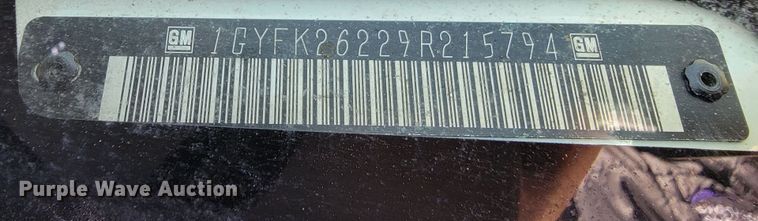 GM 1GYFK26229R215794 GM
Purple Wave Auction